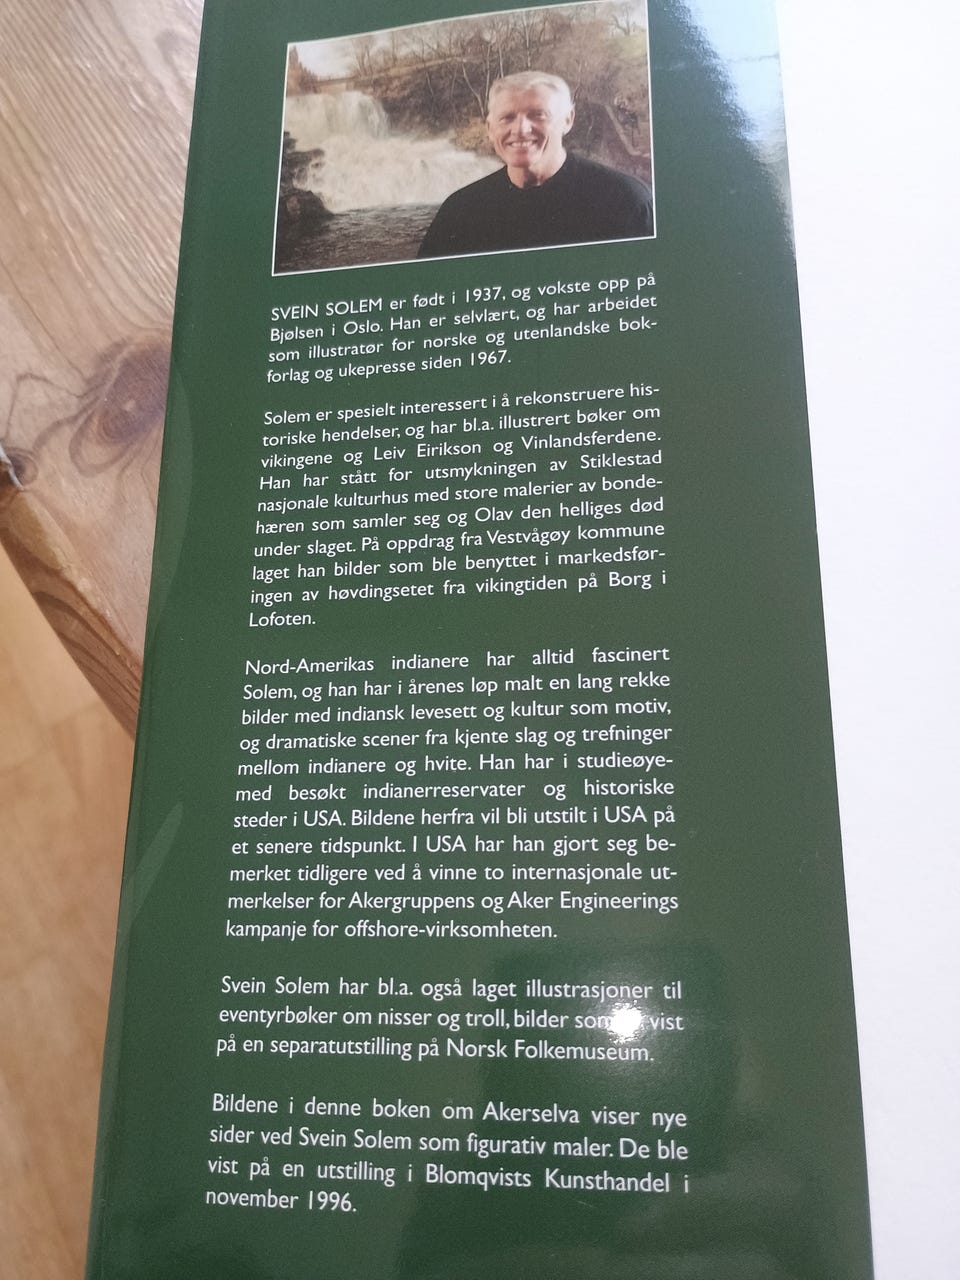 SVEIN SOLEM er født i 1937, og vokste opp på
Bjølsen i Oslo. Han er selvlært, og har arbeidet
som illustratør for norske og utenlandske bok-
forlag og ukepresse siden 1967.
Solem er spesielt interessert i å rekonstruere his-
toriske hendelser, og har bl.a. illustrert bøker om
vikingene og Leiv Eirikson og Vinlandsferdene.
Han har stått for utsmykningen av Stiklestad
nasjonale kulturhus med store malerier av bonde-
hæren som samler seg og Olav den helliges død
under slaget. På oppdrag fra Vestvågøy kommune
laget han bilder som ble benyttet i markedsfør-
ingen av høvdingsetet fra vikingtiden på Borg i
Lofoten.
Nord-Amerikas indianere har alltid fascinert
Solem, og han har i årenes løp malt en lang rekke
bilder med indiansk levesett og kultur som motiv,
og dramatiske scener fra kjente slag og trefninger
mellom indianere og hvite. Han har i studieøye-
med besøkt indianerreservater og historiske
steder i USA. Bildene herfra vil bli utstilt i USA på
et senere tidspunkt. I USA har han gjort seg be-
merket tidligere ved å vinne to internasjonale ut-
merkelser for Akergruppens og Aker Engineerings
kampanje for offshore-virksomheten.
Svein Solem har bl.a. også laget illustrasjoner til
eventyrbøker om nisser og troll, bilder som vist
på en separatutstilling på Norsk Folkemuseum.
Bildene i denne boken om Akerselva viser nye
sider ved Svein Solem som figurativ maler. De ble
vist på en utstilling i Blomqvists Kunsthandel i
november 1996.